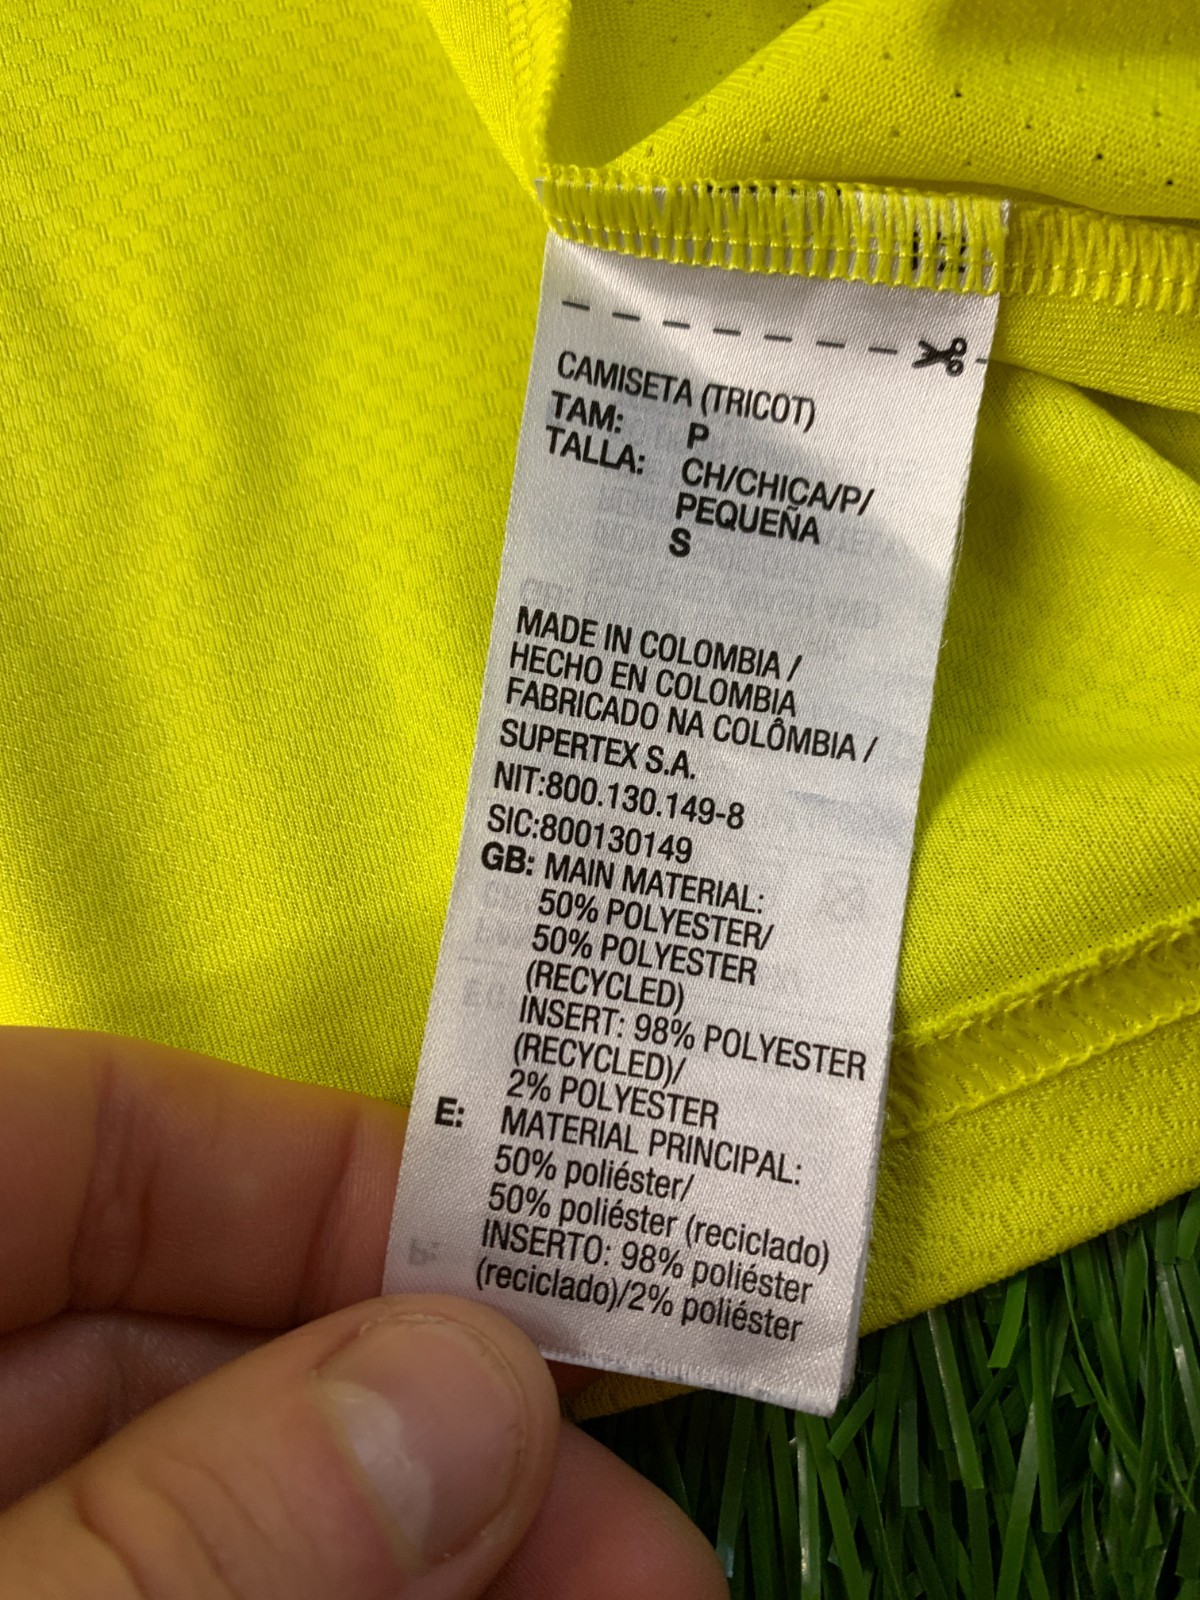 CAMISETA (TRICOT)
TAM: P
TALLA: CH/CHICA/P/
PEQUEÑA
S
MADE IN COLOMBIA /
HECHO EN COLOMBIA
FABRICADO NA COLÔMBIA /
SUPERTEX S.A.
NIT:800.130.149-8
SIC:800130149
GB: MAIN MATERIAL:
50% POLYESTER/
50% POLYESTER
(RECYCLED)
INSERT: 98% POLYESTER
(RECYCLED)/
2% POLYESTER
E: MATERIAL PRINCIPAL:
50% poliéster/
50% poliéster (reciclado)
INSERTO: 98% poliéster
(reciclado)/2% poliéster